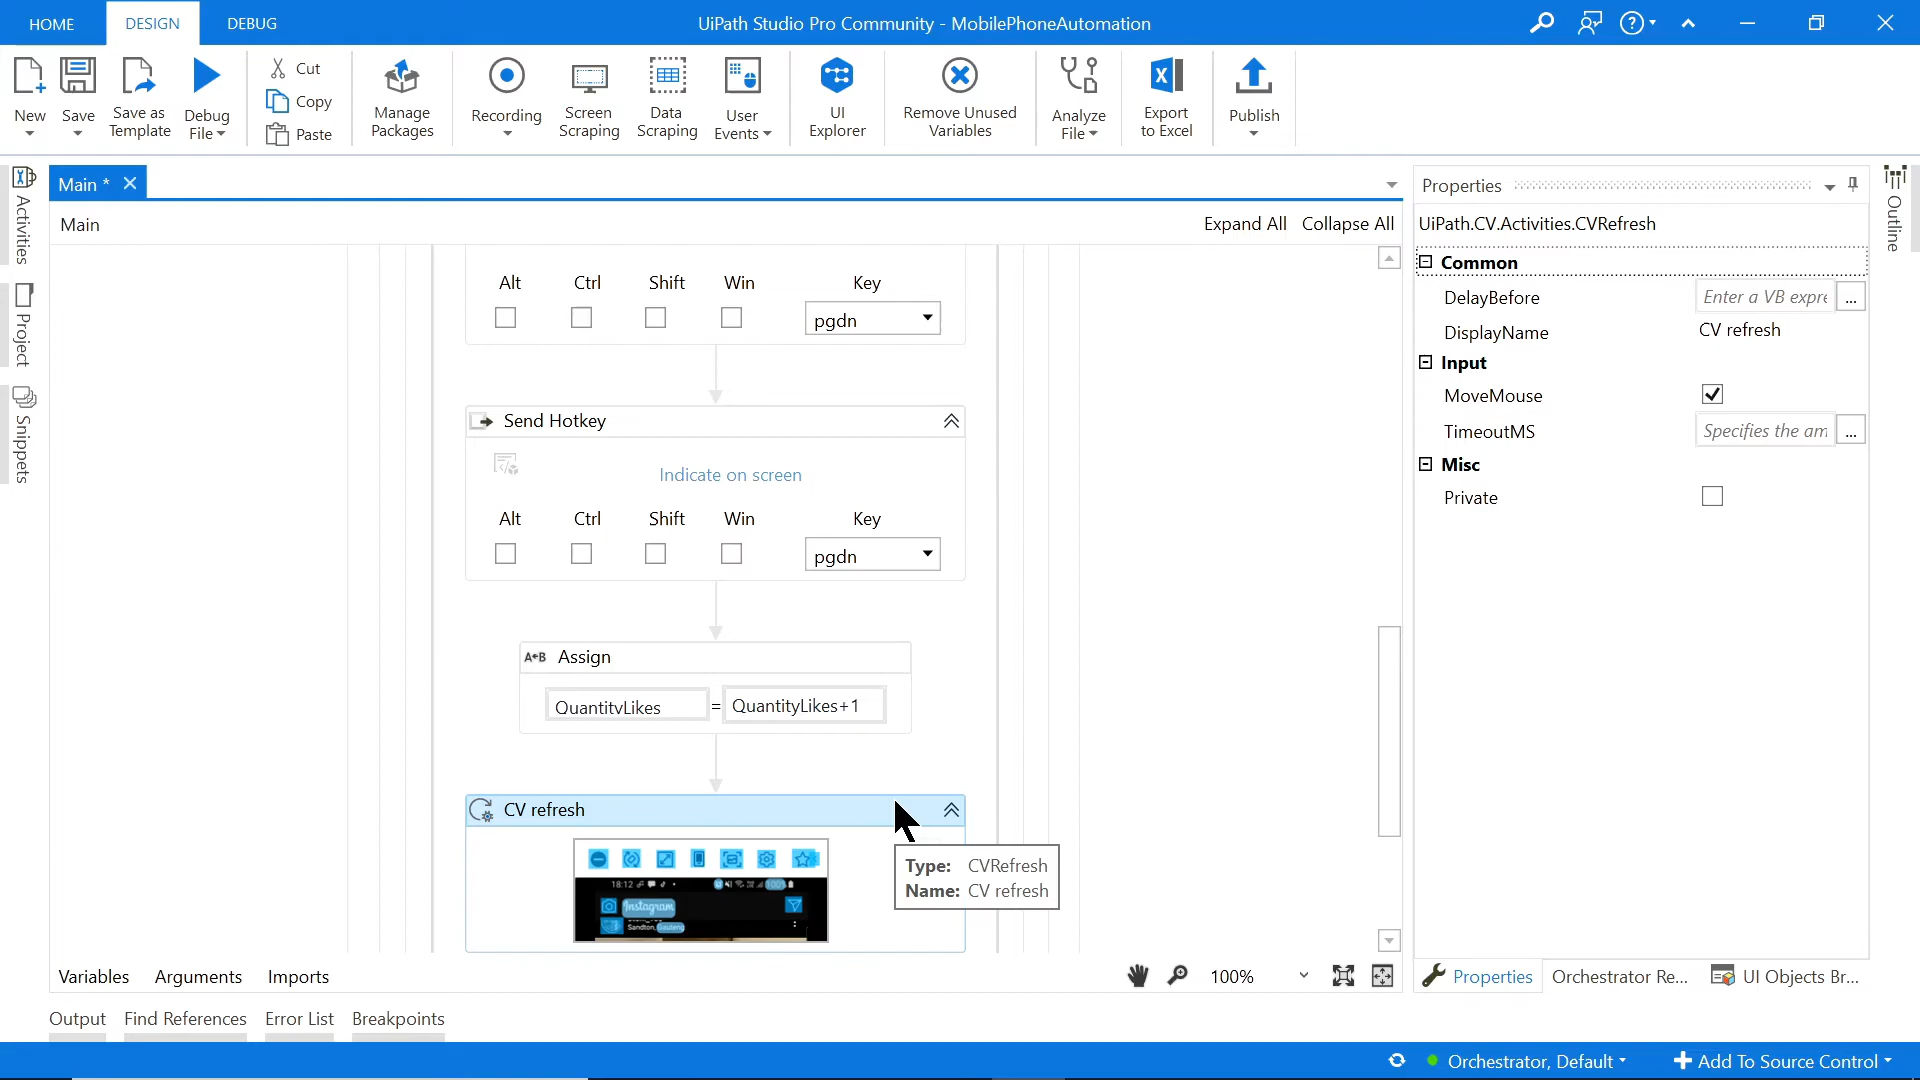 HOME
DESIGN
DEBUG
UiPath Studio Pro Community - MobilePhoneAutomation
New
Save
Save as
Template
Debug
File
Cut
Copy
Paste
Manage
Packages
Recording
Screen
Scraping
Data
Scraping
User
Events
UI
Explorer
Remove Unused
Variables
Analyze
File
Export
to Excel
Publish
Activities
Project
Snippets
Main *
Main
Expand All
Collapse All
Alt
Ctrl
Shift
Win
Key
pgdn
Send Hotkey
Indicate on screen
Alt
Ctrl
Shift
Win
Key
pgdn
A←B Assign
QuantityLikes
=
QuantityLikes+1
CV refresh
18:12
100%
Instagram
Sandton, Gauteng
Type: CVRefresh
Name: CV refresh
Properties
UiPath.CV.Activities.CVRefresh
Common
DelayBefore
Enter a VB expre
...
DisplayName
CV refresh
Input
MoveMouse
TimeoutMS
Specifies the am
...
Misc
Private
Outline
Variables
Arguments
Imports
100%
Properties
Orchestrator Re...
UI Objects Br...
Output
Find References
Error List
Breakpoints
Orchestrator, Default
Add To Source Control